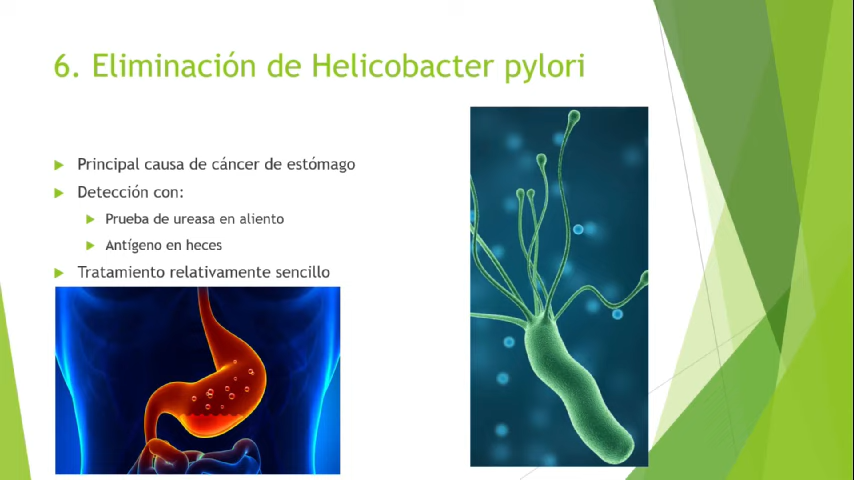 6. Eliminación de Helicobacter pylori
Principal causa de cáncer de estómago
Detección con:
Prueba de ureasa en aliento
Antígeno en heces
Tratamiento relativamente sencillo